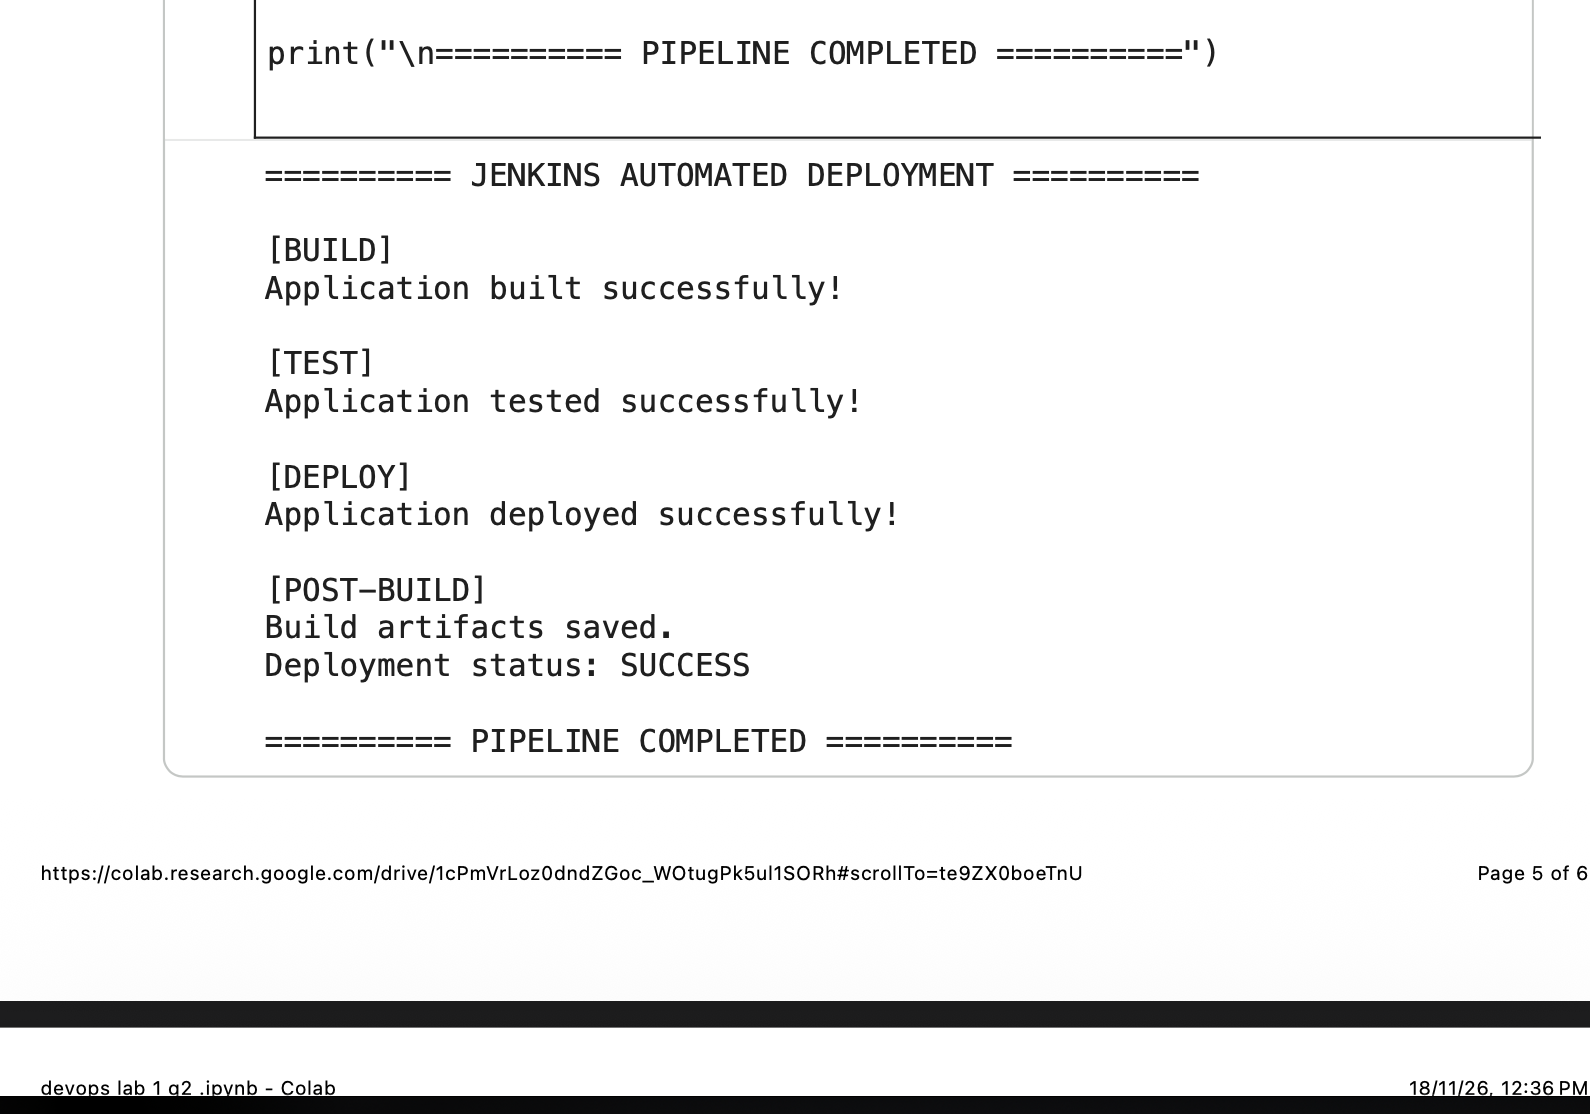 print("\n========== PIPELINE COMPLETED ==========")
========== JENKINS AUTOMATED DEPLOYMENT ==========
[BUILD]
Application built successfully!
[TEST]
Application tested successfully!
[DEPLOY]
Application deployed successfully!
[POST-BUILD]
Build artifacts saved.
Deployment status: SUCCESS
========== PIPELINE COMPLETED ==========
https://colab.research.google.com/drive/1cPmVrLoz0dndZGoc_WOtugPk5ul1SORh#scrollTo=te9ZX0boeTnU
Page 5 of 6
devops lab 1 q2 .ipynb - Colab
18/11/26, 12:36 PM